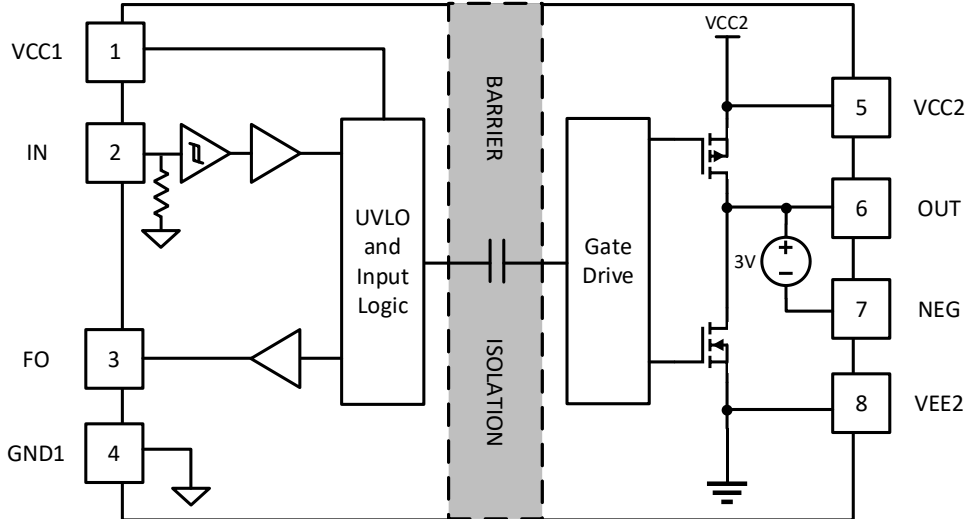 VCC1
1
IN
2
FO
3
GND1
4
UVLO
and
Input
Logic
BARRIER
ISOLATION
Gate
Drive
VCC2
3V
+
−
5
VCC2
6
OUT
7
NEG
8
VEE2